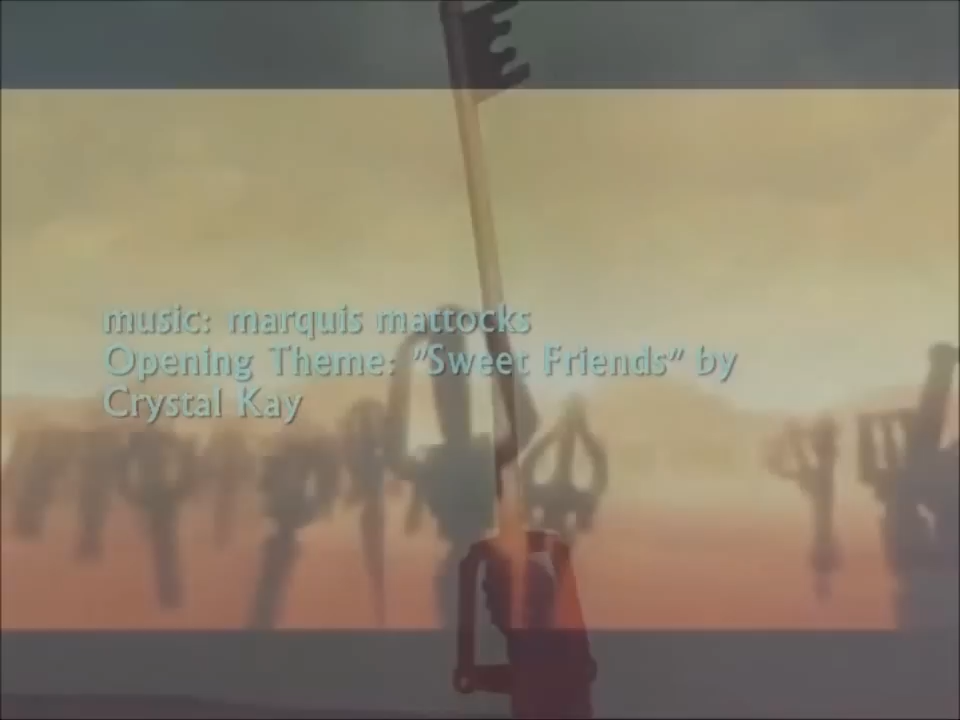 music: marquis mattocks
Opening Theme: "Sweet Friends" by
Crystal Kay